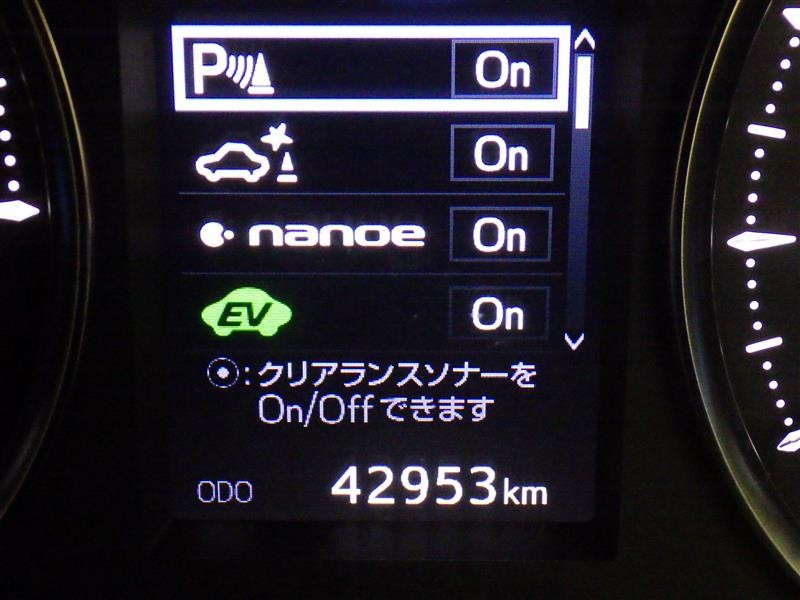 P On
On
nanoe On
EV On
⦿:クリアランスソナーを
On/Offできます
ODO 42953km